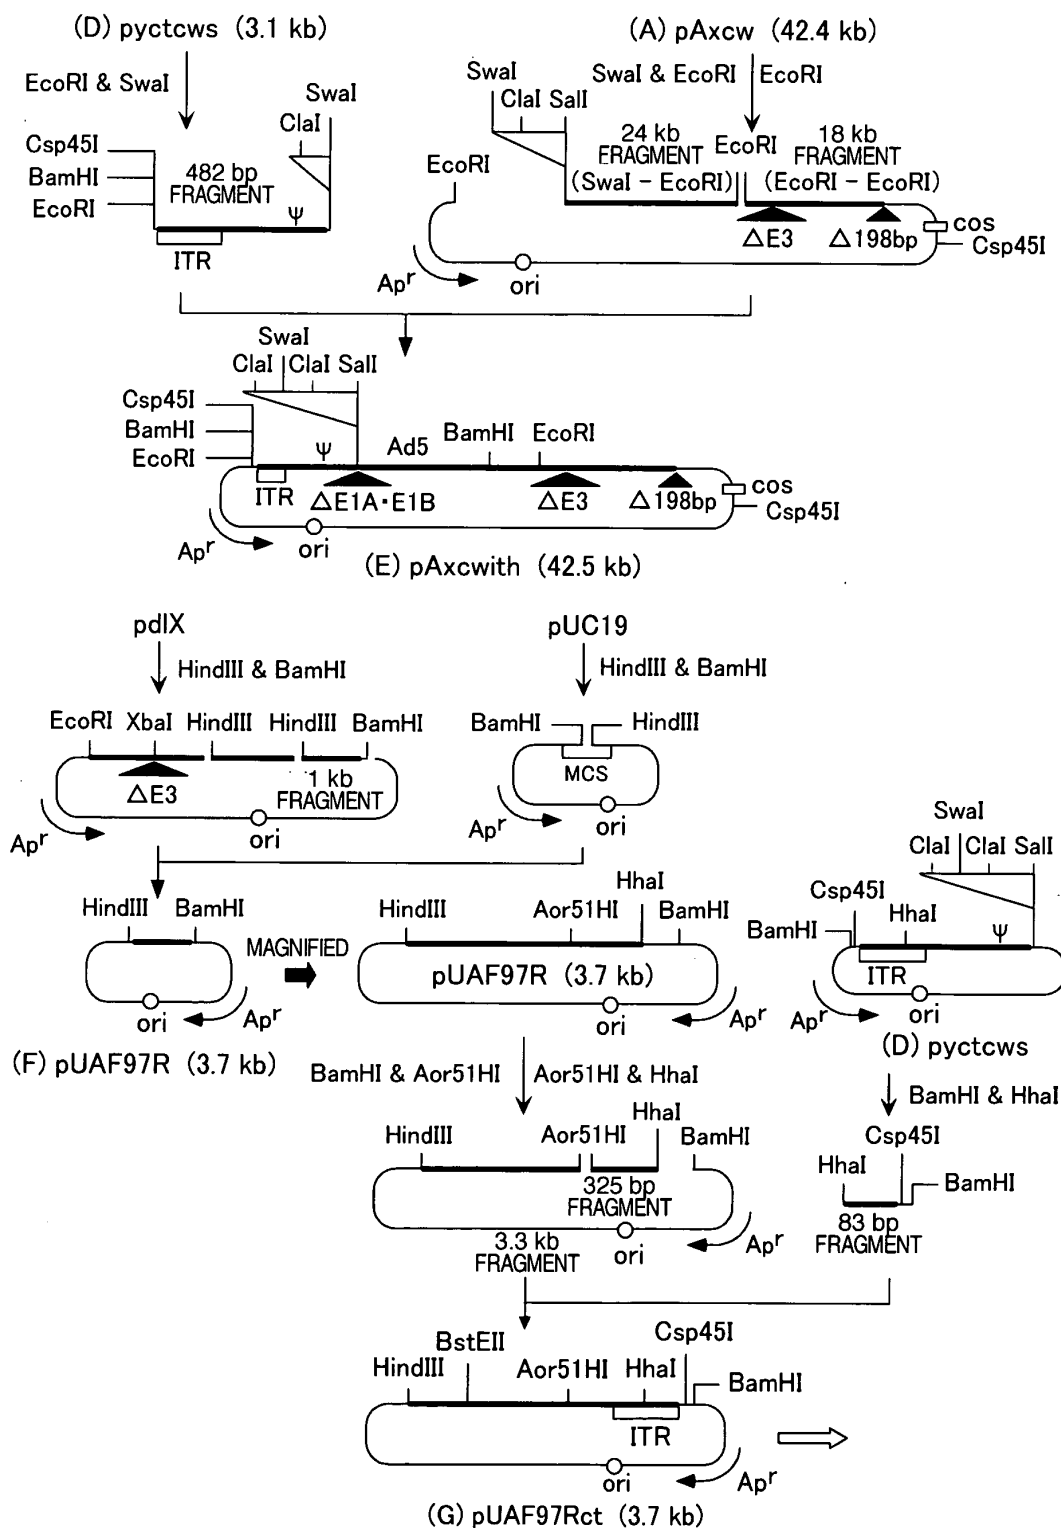 (D) pyctcws (3.1 kb)
EcoRI & SwaI
SwaI
ClaI
Csp45I
BamHI
EcoRI
482 bp
FRAGMENT
Ψ
ITR
(A) pAxcw (42.4 kb)
SwaI & EcoRI
EcoRI
SwaI
ClaI
SalI
EcoRI
24 kb
FRAGMENT
(SwaI – EcoRI)
EcoRI
18 kb
FRAGMENT
(EcoRI – EcoRI)
△E3
△198bp
cos
Csp45I
Apr
ori
SwaI
ClaI
ClaI
SalI
Csp45I
BamHI
EcoRI
Ψ
Ad5
BamHI
EcoRI
ITR
△E1A・E1B
△E3
△198bp
cos
Csp45I
Apr
ori
(E) pAxcwith (42.5 kb)
pdIX
HindIII & BamHI
EcoRI
XbaI
HindIII
HindIII
BamHI
△E3
1 kb
FRAGMENT
Apr
ori
pUC19
HindIII & BamHI
BamHI
HindIII
MCS
Apr
ori
HindIII
BamHI
ori
Apr
(F) pUAF97R (3.7 kb)
MAGNIFIED
HindIII
Aor51HI
HhaI
BamHI
pUAF97R (3.7 kb)
ori
Apr
SwaI
ClaI
ClaI
SalI
Csp45I
BamHI
HhaI
Ψ
ITR
Apr
ori
(D) pyctcws
BamHI & Aor51HI
Aor51HI & HhaI
BamHI & HhaI
HindIII
Aor51HI
HhaI
BamHI
325 bp
FRAGMENT
3.3 kb
FRAGMENT
ori
Apr
Csp45I
HhaI
BamHI
83 bp
FRAGMENT
HindIII
BstEII
Aor51HI
HhaI
Csp45I
BamHI
ITR
ori
Apr
(G) pUAF97Rct (3.7 kb)